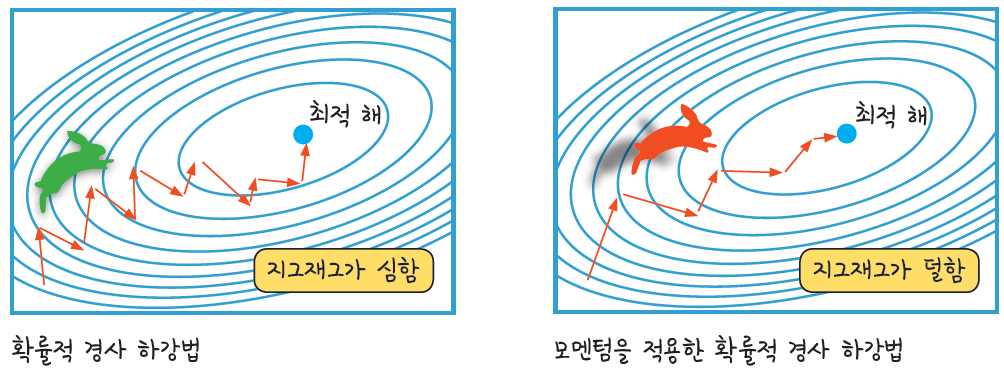 최적 해
지그재그가 심함
확률적 경사 하강법
최적 해
지그재그가 덜함
모멘텀을 적용한 확률적 경사 하강법